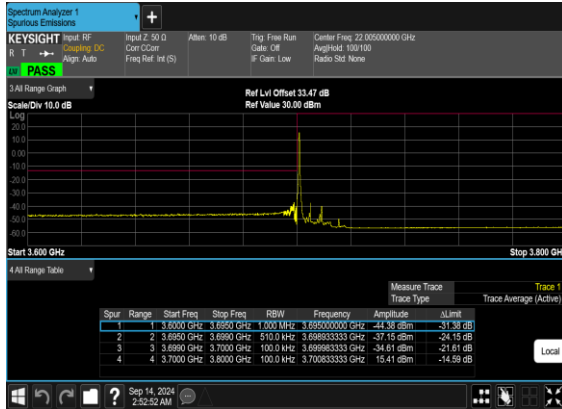 Spectrum Analyzer 1
Spurious Emissions
+
KEYSIGHT Input: RF Input Z: 50 Ω Atten: 10 dB Trig: Free Run Center Freq: 22.005000000 GHz
R T Coupling: DC Corr CCorr Gate: Off Avg|Hold: 100/100
Align: Auto Freq Ref: Int (S) IF Gain: Low Radio Std: None
PASS
3 All Range Graph Ref Lvl Offset 33.47 dB
Scale/Div 10.0 dB Ref Value 30.00 dBm
Log
20.0
10.0
0.00
-10.0
-20.0
-30.0
-40.0
-50.0
-60.0
Start 3.600 GHz Stop 3.800 GH
4 All Range Table
Measure Trace Trace 1
Trace Type Trace Average (Active)
Spur Range Start Freq Stop Freq RBW Frequency Amplitude ΔLimit
1 1 3.6000 GHz 3.6950 GHz 1.000 MHz 3.695000000 GHz -44.38 dBm -31.38 dB
2 2 3.6950 GHz 3.6990 GHz 510.0 kHz 3.698933333 GHz -37.15 dBm -24.15 dB
3 3 3.6990 GHz 3.7000 GHz 100.0 kHz 3.699983333 GHz -34.61 dBm -21.61 dB
4 4 3.7000 GHz 3.8000 GHz 100.0 kHz 3.700833333 GHz 15.41 dBm -14.59 dB
Local
? Sep 14, 2024
2:52:52 AM